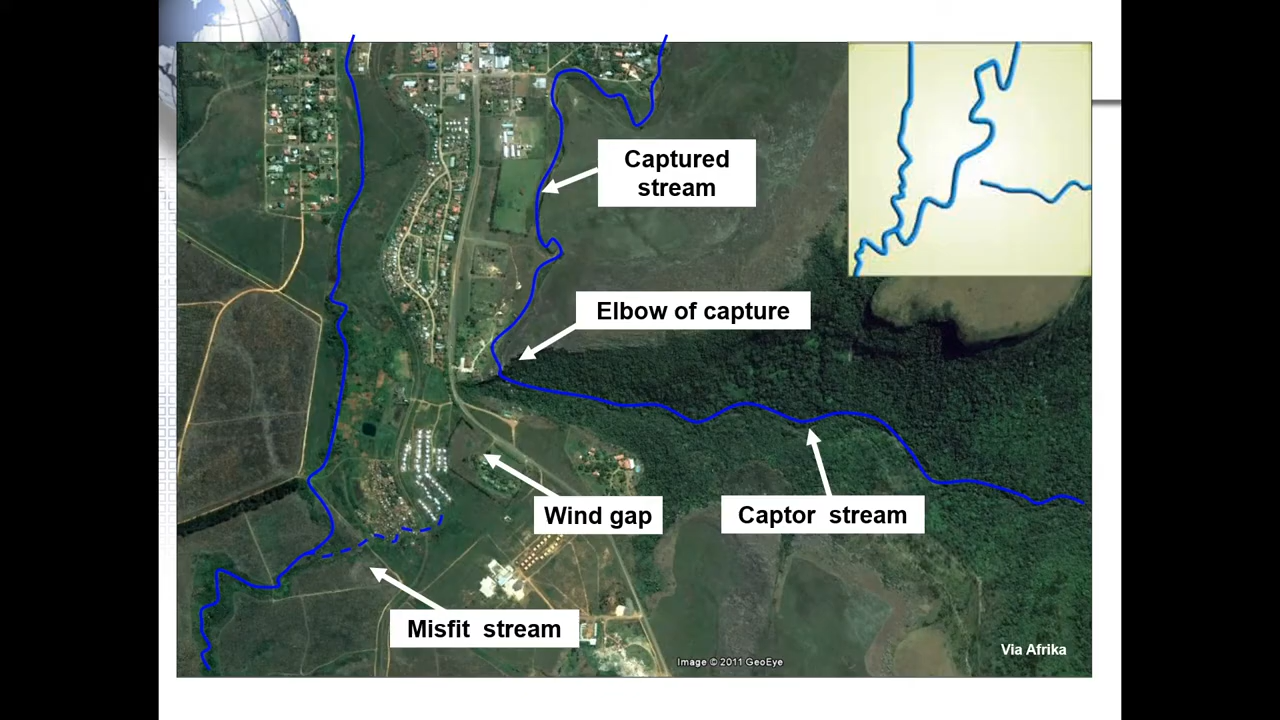 Captured
stream
Elbow of capture
Wind gap
Captor stream
Misfit stream
Via Afrika
Image © 2011 GeoEye